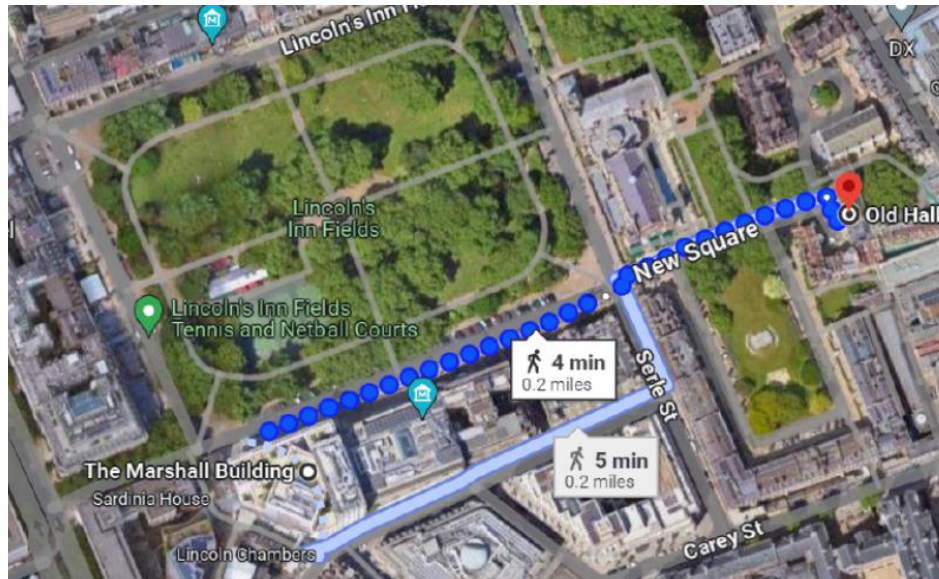 Lincoln's Inn
DX
Lincoln's
Inn Fields
New Square
Old Hall
Lincoln's Inn Fields
Tennis and Netball Courts
4 min
0.2 miles
Serle St
5 min
0.2 miles
The Marshall Building
Sardinia House
Lincoln Chambers
Carey St